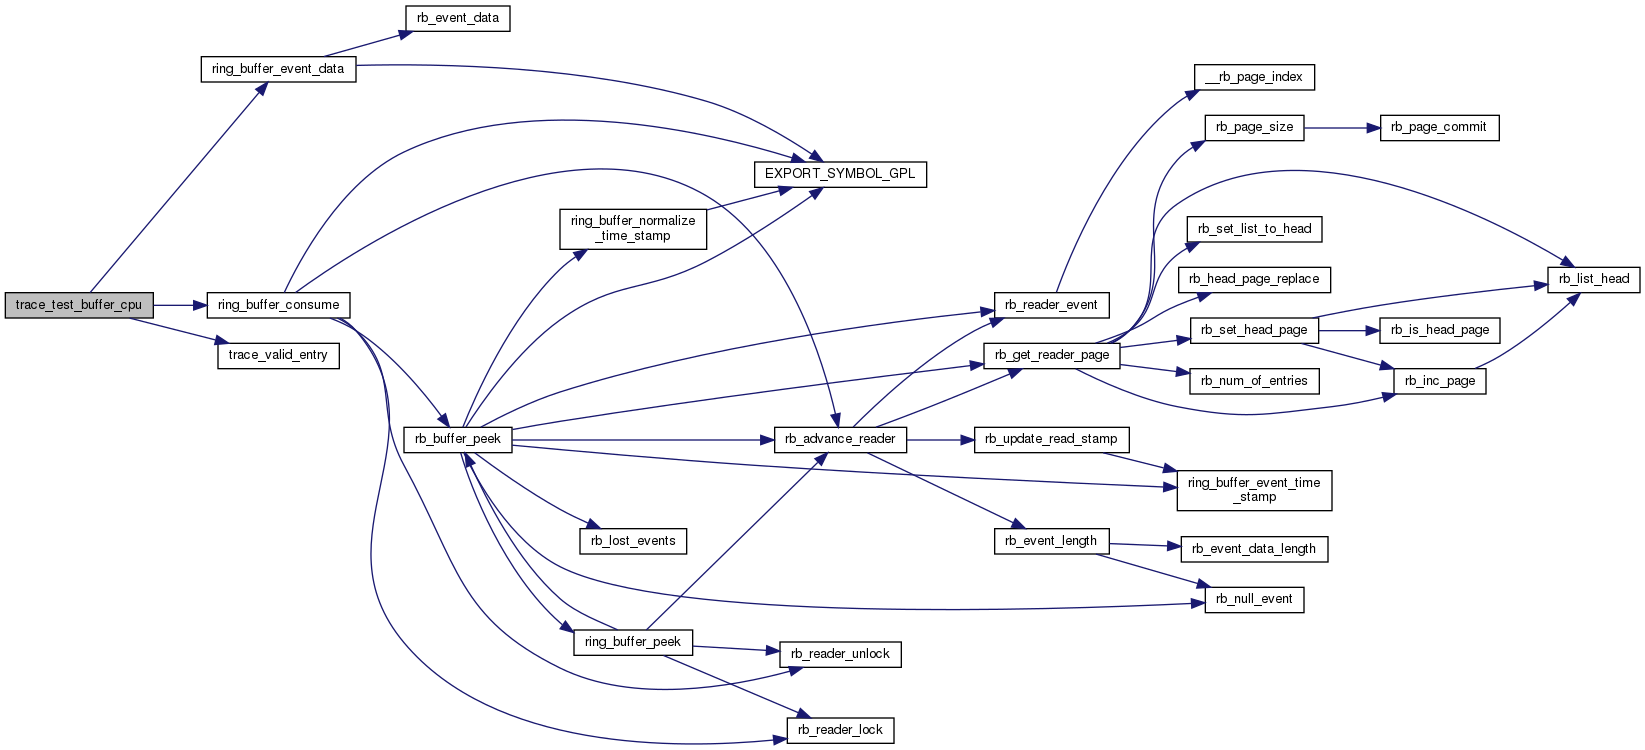 rb_event_data
ring_buffer_event_data
__rb_page_index
rb_page_size
rb_page_commit
EXPORT_SYMBOL_GPL
ring_buffer_normalize
_time_stamp
rb_set_list_to_head
rb_head_page_replace
rb_list_head
trace_test_buffer_cpu
ring_buffer_consume
rb_reader_event
rb_set_head_page
rb_is_head_page
trace_valid_entry
rb_get_reader_page
rb_num_of_entries
rb_inc_page
rb_buffer_peek
rb_advance_reader
rb_update_read_stamp
ring_buffer_event_time
_stamp
rb_lost_events
rb_event_length
rb_event_data_length
rb_null_event
ring_buffer_peek
rb_reader_unlock
rb_reader_lock